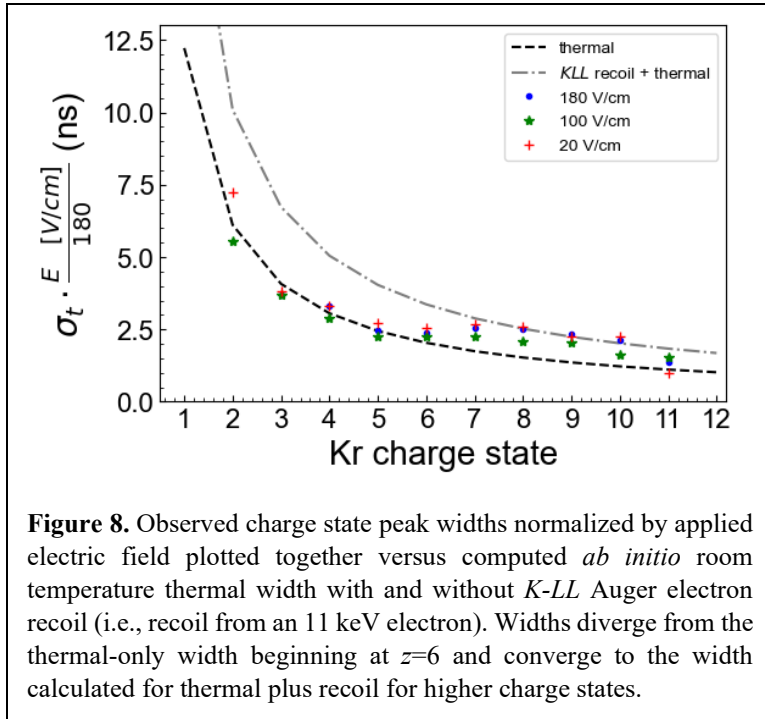 12.5
10.0
7.5
5.0
2.5
0.0
σt · E [V/cm] / 180 (ns)
thermal
KLL recoil + thermal
180 V/cm
100 V/cm
20 V/cm
1 2 3 4 5 6 7 8 9 10 11 12
Kr charge state
Figure 8. Observed charge state peak widths normalized by applied
electric field plotted together versus computed ab initio room
temperature thermal width with and without K-LL Auger electron
recoil (i.e., recoil from an 11 keV electron). Widths diverge from the
thermal-only width beginning at z=6 and converge to the width
calculated for thermal plus recoil for higher charge states.